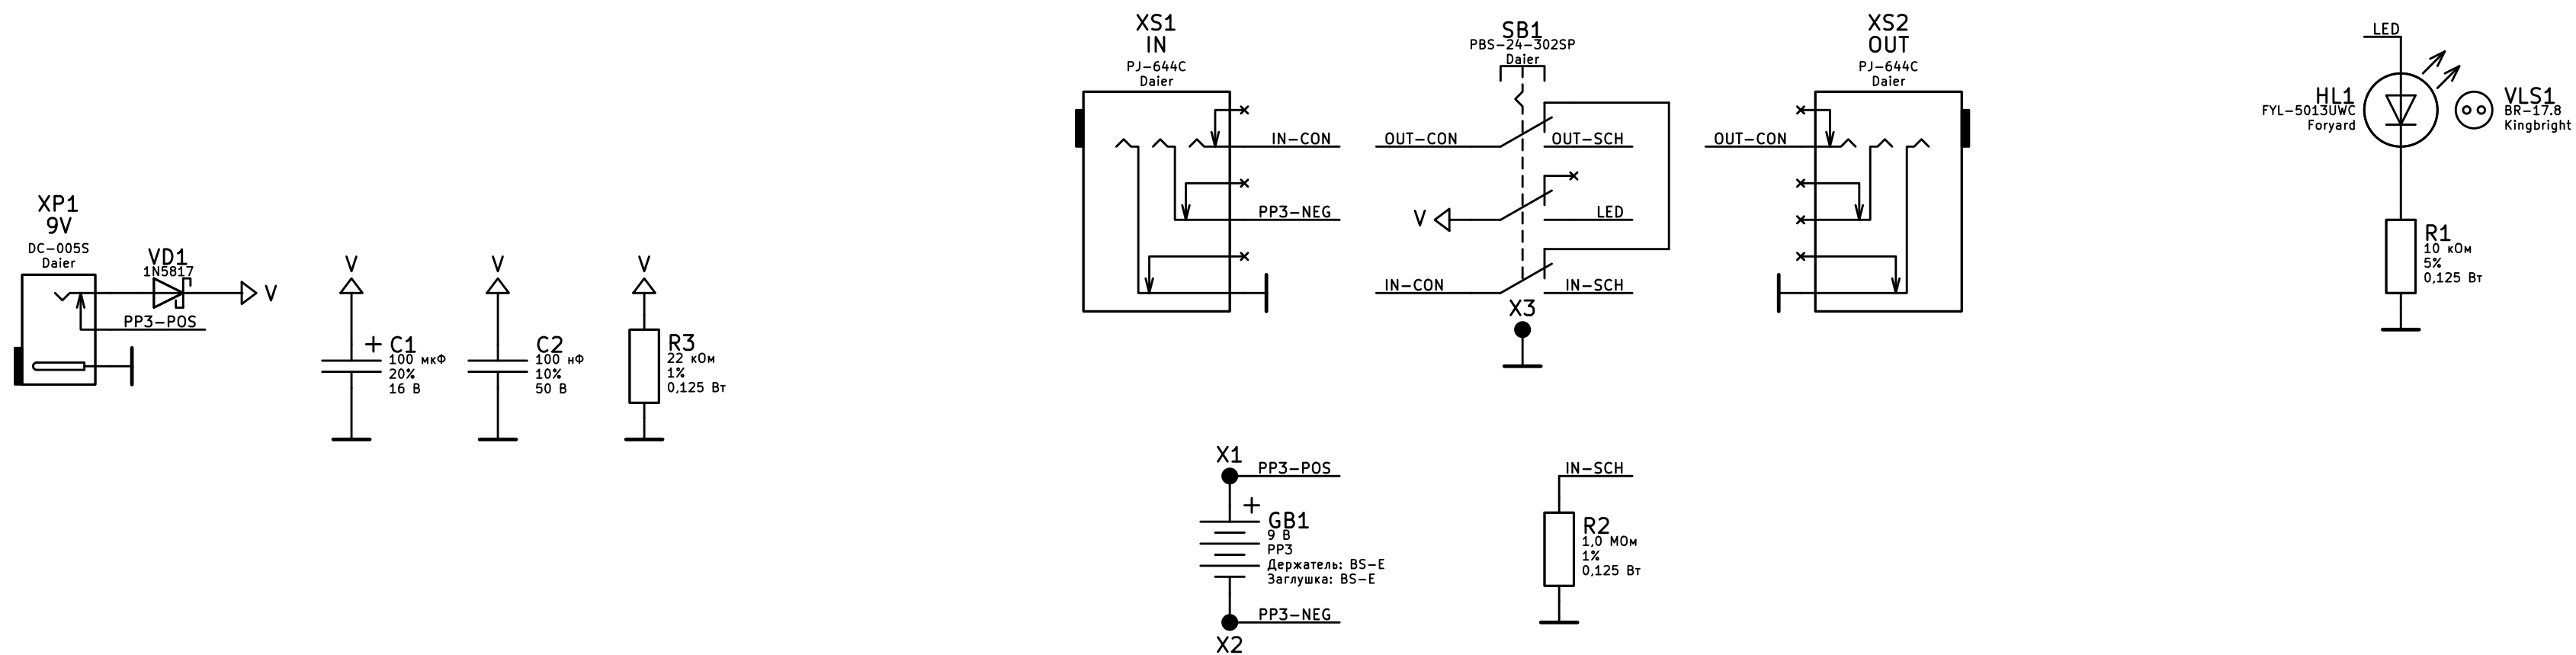 XP1
9V
DC-005S
Daier
PP3-POS
VD1
1N5817
V
V
C1
100 мкФ
20%
16 В
V
C2
100 нФ
10%
50 В
V
R3
22 кОм
1%
0,125 Вт
XS1
IN
PJ-644C
Daier
IN-CON
PP3-NEG
SB1
PBS-24-302SP
Daier
OUT-CON
OUT-SCH
V
LED
IN-CON
IN-SCH
X3
XS2
OUT
PJ-644C
Daier
OUT-CON
X1
PP3-POS
GB1
9 В
PP3
Держатель: BS-E
Заглушка: BS-E
PP3-NEG
X2
IN-SCH
R2
1,0 МОм
1%
0,125 Вт
LED
HL1
FYL-5013UWC
Foryard
VLS1
BR-17.8
Kingbright
R1
10 кОм
5%
0,125 Вт